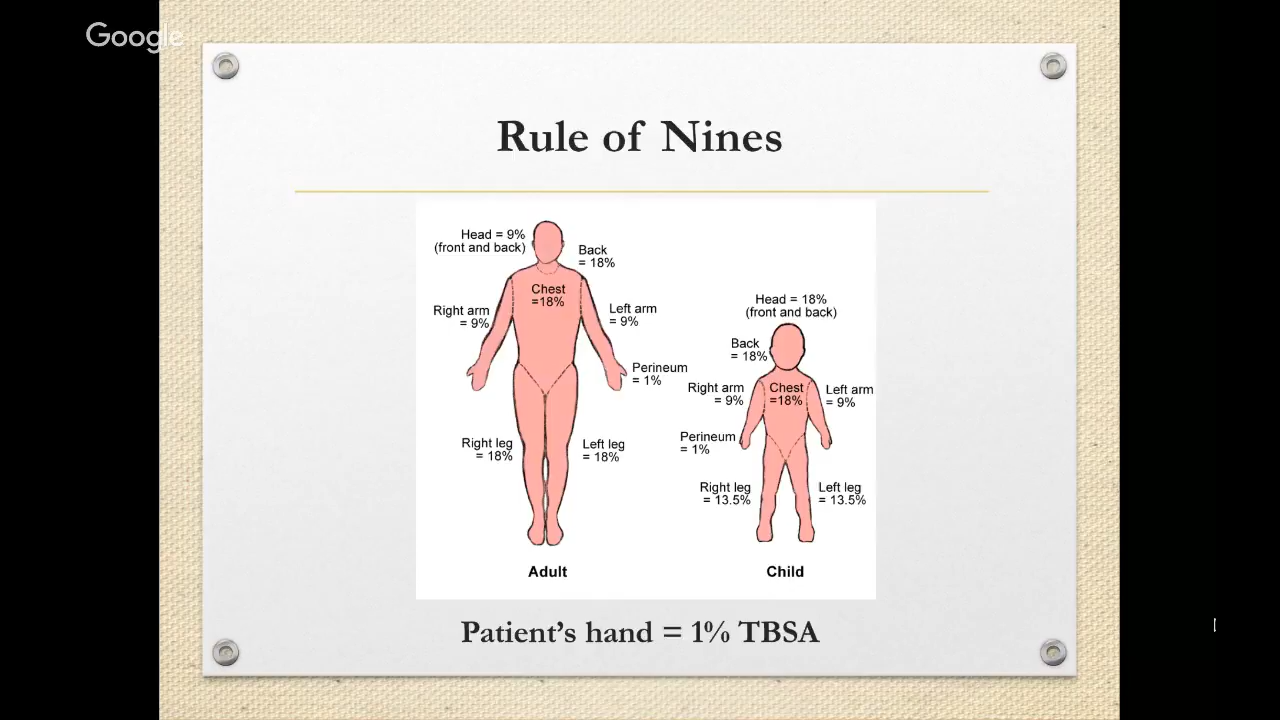 Google
Rule of Nines
Head = 9%
(front and back)
Back
= 18%
Chest
=18%
Right arm
= 9%
Left arm
= 9%
Perineum
= 1%
Right leg
= 18%
Left leg
= 18%
Adult
Head = 18%
(front and back)
Back
= 18%
Right arm
= 9%
Chest
=18%
Left arm
= 9%
Perineum
= 1%
Right leg
= 13.5%
Left leg
= 13.5%
Child
Patient’s hand = 1% TBSA